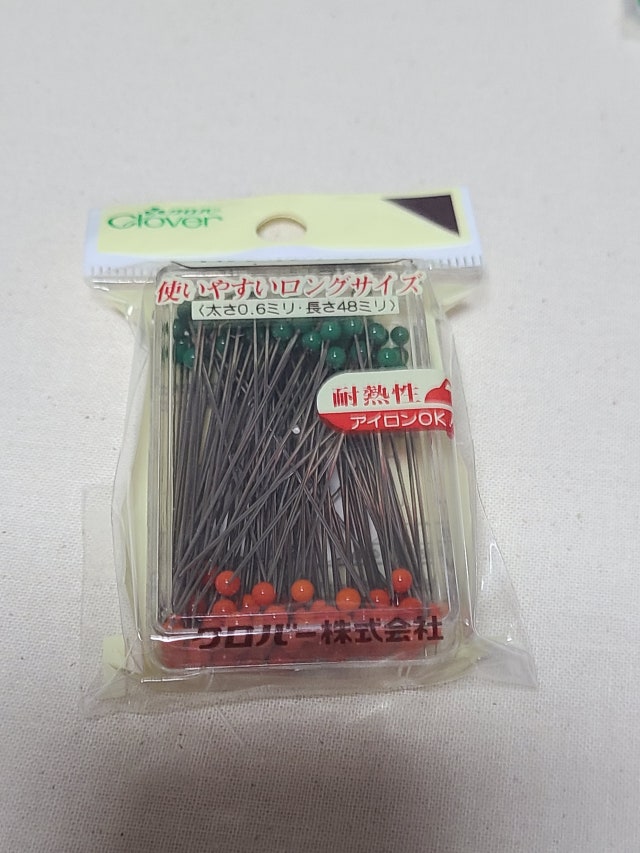 クロバー
Clover
使いやすいロングサイズ
〈太さ0.6ミリ・長さ48ミリ〉
耐熱性
アイロンOK
クロバー株式会社